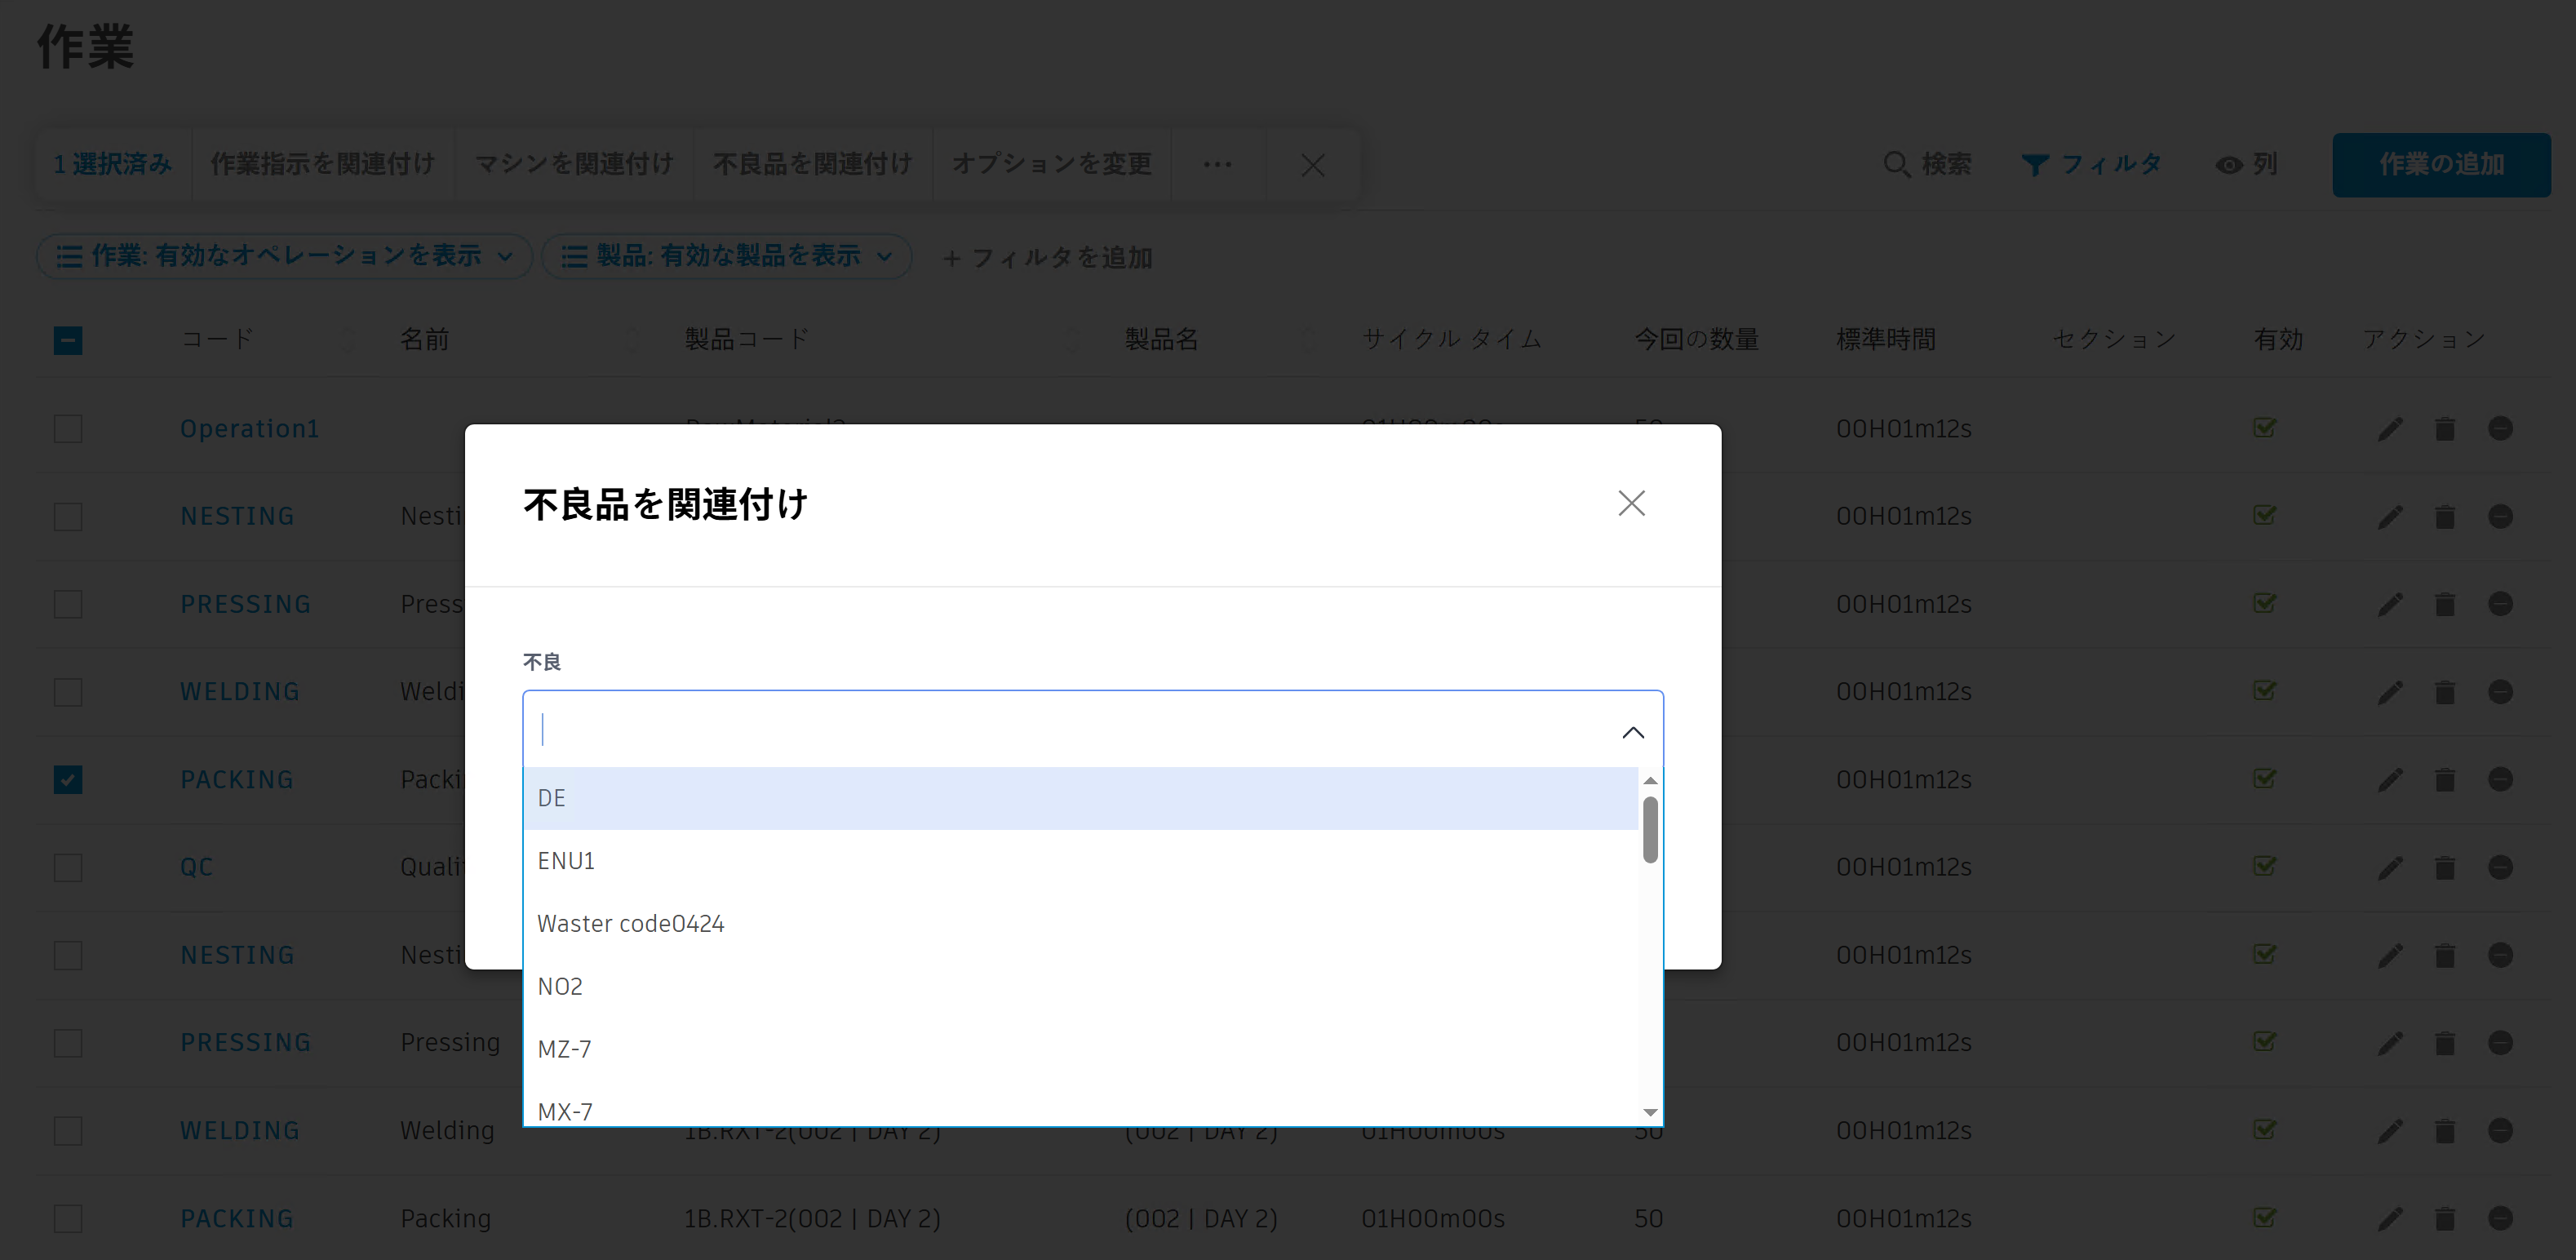 作業
1 選択済み 作業指示を関連付け マシンを関連付け 不良品を関連付け オプションを変更 ... 検索 フィルタ 列 作業の追加
作業: 有効なオペレーションを表示 製品: 有効な製品を表示 + フィルタを追加
コード 名前 製品コード 製品名 サイクル タイム 今回の数量 標準時間 セクション 有効 アクション
Operation1 00H01m12s
NESTING 00H01m12s
PRESSING 00H01m12s
WELDING 00H01m12s
PACKING 00H01m12s
QC 00H01m12s
NESTING 00H01m12s
PRESSING Pressing 00H01m12s
WELDING Welding 1B.RXT-2(002 | DAY 2) (002 | DAY 2) 01H00m00s 50 00H01m12s
PACKING Packing 1B.RXT-2(002 | DAY 2) (002 | DAY 2) 01H00m00s 50 00H01m12s
不良品を関連付け
不良
DE
ENU1
Waster code0424
NO2
MZ-7
MX-7